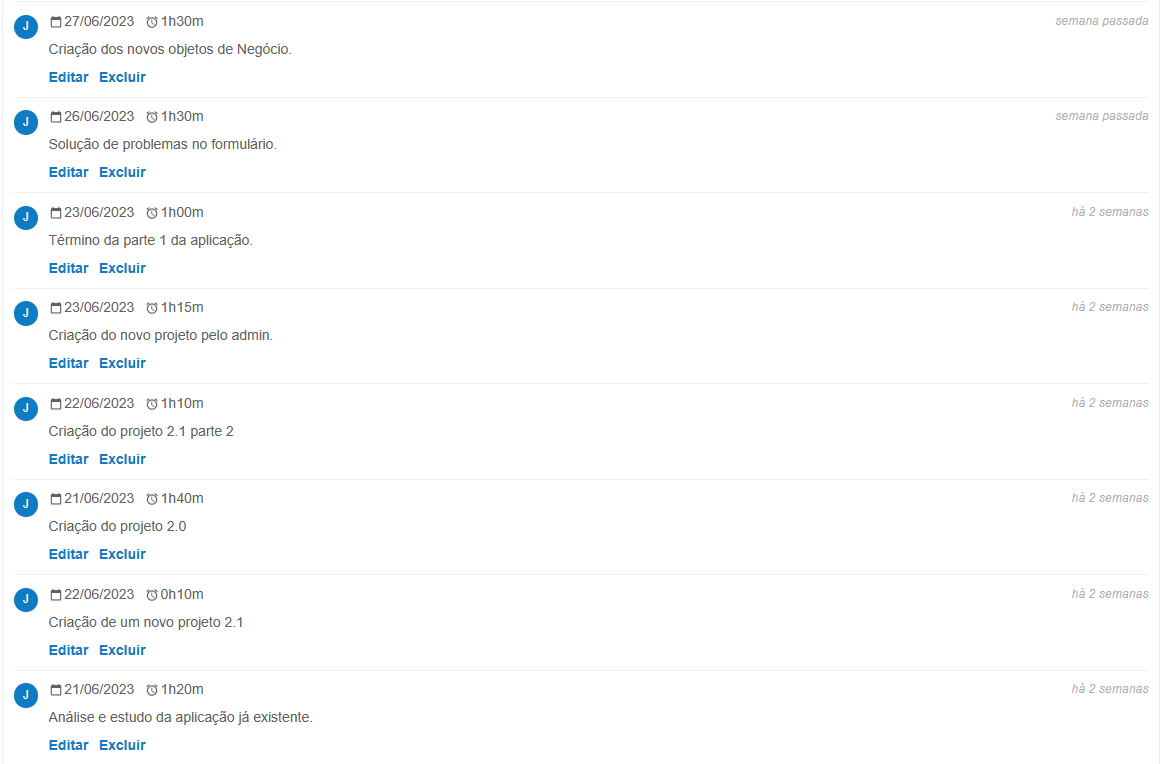 J 27/06/2023 1h30m semana passada
Criação dos novos objetos de Negócio.
Editar Excluir
J 26/06/2023 1h30m semana passada
Solução de problemas no formulário.
Editar Excluir
J 23/06/2023 1h00m há 2 semanas
Término da parte 1 da aplicação.
Editar Excluir
J 23/06/2023 1h15m há 2 semanas
Criação do novo projeto pelo admin.
Editar Excluir
J 22/06/2023 1h10m há 2 semanas
Criação do projeto 2.1 parte 2
Editar Excluir
J 21/06/2023 1h40m há 2 semanas
Criação do projeto 2.0
Editar Excluir
J 22/06/2023 0h10m há 2 semanas
Criação de um novo projeto 2.1
Editar Excluir
J 21/06/2023 1h20m há 2 semanas
Análise e estudo da aplicação já existente.
Editar Excluir